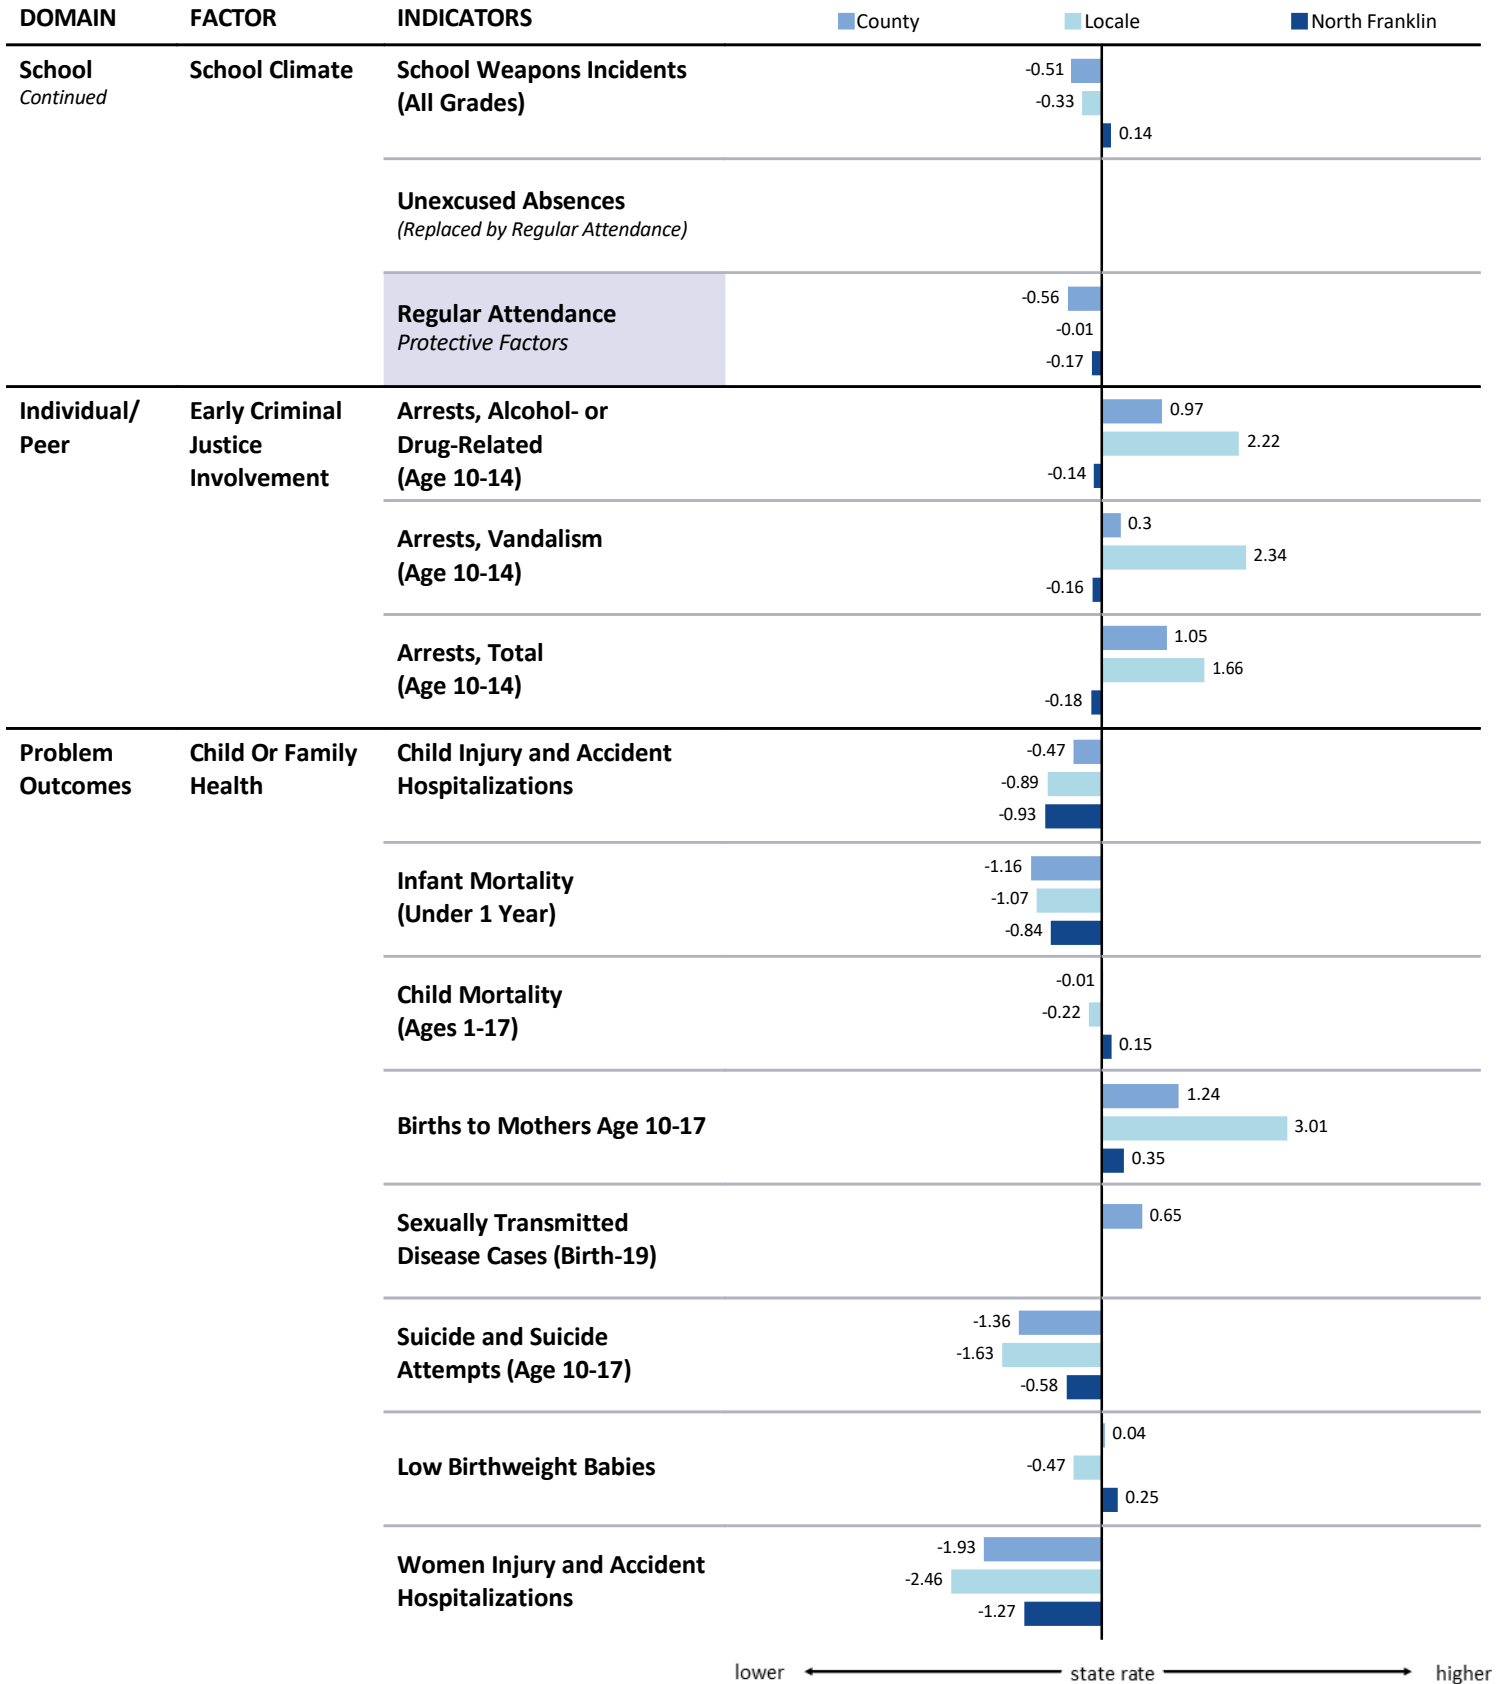 DOMAIN FACTOR INDICATORS County Locale North Franklin
School School Climate School Weapons Incidents
Continued
(All Grades)
-0.51
-0.33
0.14
Unexcused Absences
(Replaced by Regular Attendance)
Regular Attendance
Protective Factors
-0.56
-0.01
-0.17
Individual/ Early Criminal Arrests, Alcohol- or
Peer Justice Drug-Related
Involvement (Age 10-14)
0.97
2.22
-0.14
Arrests, Vandalism
(Age 10-14)
0.3
2.34
-0.16
Arrests, Total
(Age 10-14)
1.05
1.66
-0.18
Problem Child Or Family Child Injury and Accident
Outcomes Health Hospitalizations
-0.47
-0.89
-0.93
Infant Mortality
(Under 1 Year)
-1.16
-1.07
-0.84
Child Mortality
(Ages 1-17)
-0.01
-0.22
0.15
Births to Mothers Age 10-17
1.24
3.01
0.35
Sexually Transmitted
Disease Cases (Birth-19)
0.65
Suicide and Suicide
Attempts (Age 10-17)
-1.36
-1.63
-0.58
Low Birthweight Babies
0.04
-0.47
0.25
Women Injury and Accident
Hospitalizations
-1.93
-2.46
-1.27
lower state rate higher